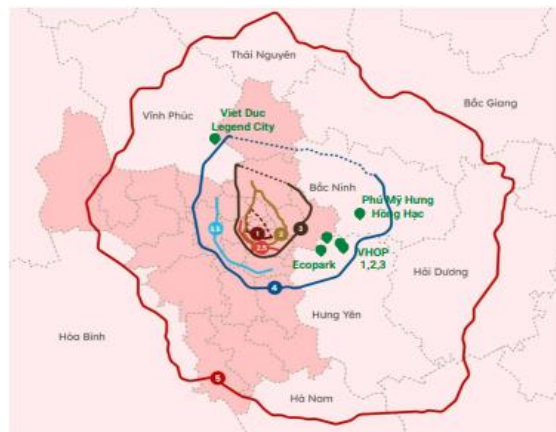 Thái Nguyên
Bắc Giang
Vĩnh Phúc
Viet Duc
Legend City
Bắc Ninh
Phú Mỹ Hưng
Hồng Hạc
3.5
1
2
3
2.5
Ecopark
VHOP
1,2,3
Hải Dương
4
Hưng Yên
Hòa Bình
5
Hà Nam